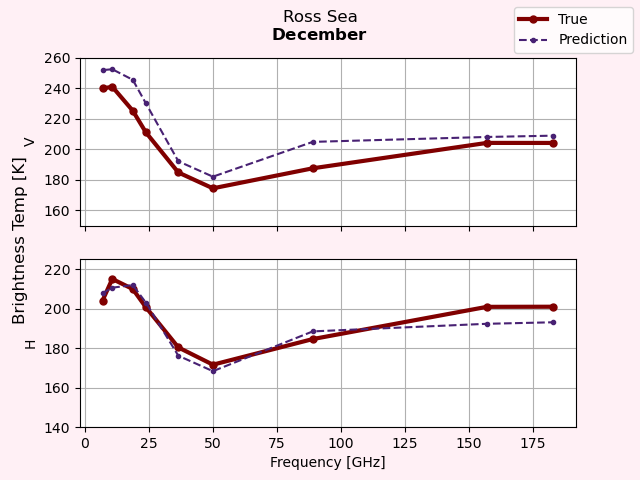 Ross Sea
December
True
Prediction
Brightness Temp [K]
V
260
240
220
200
180
160
H
220
200
180
160
140
0 25 50 75 100 125 150 175
Frequency [GHz]